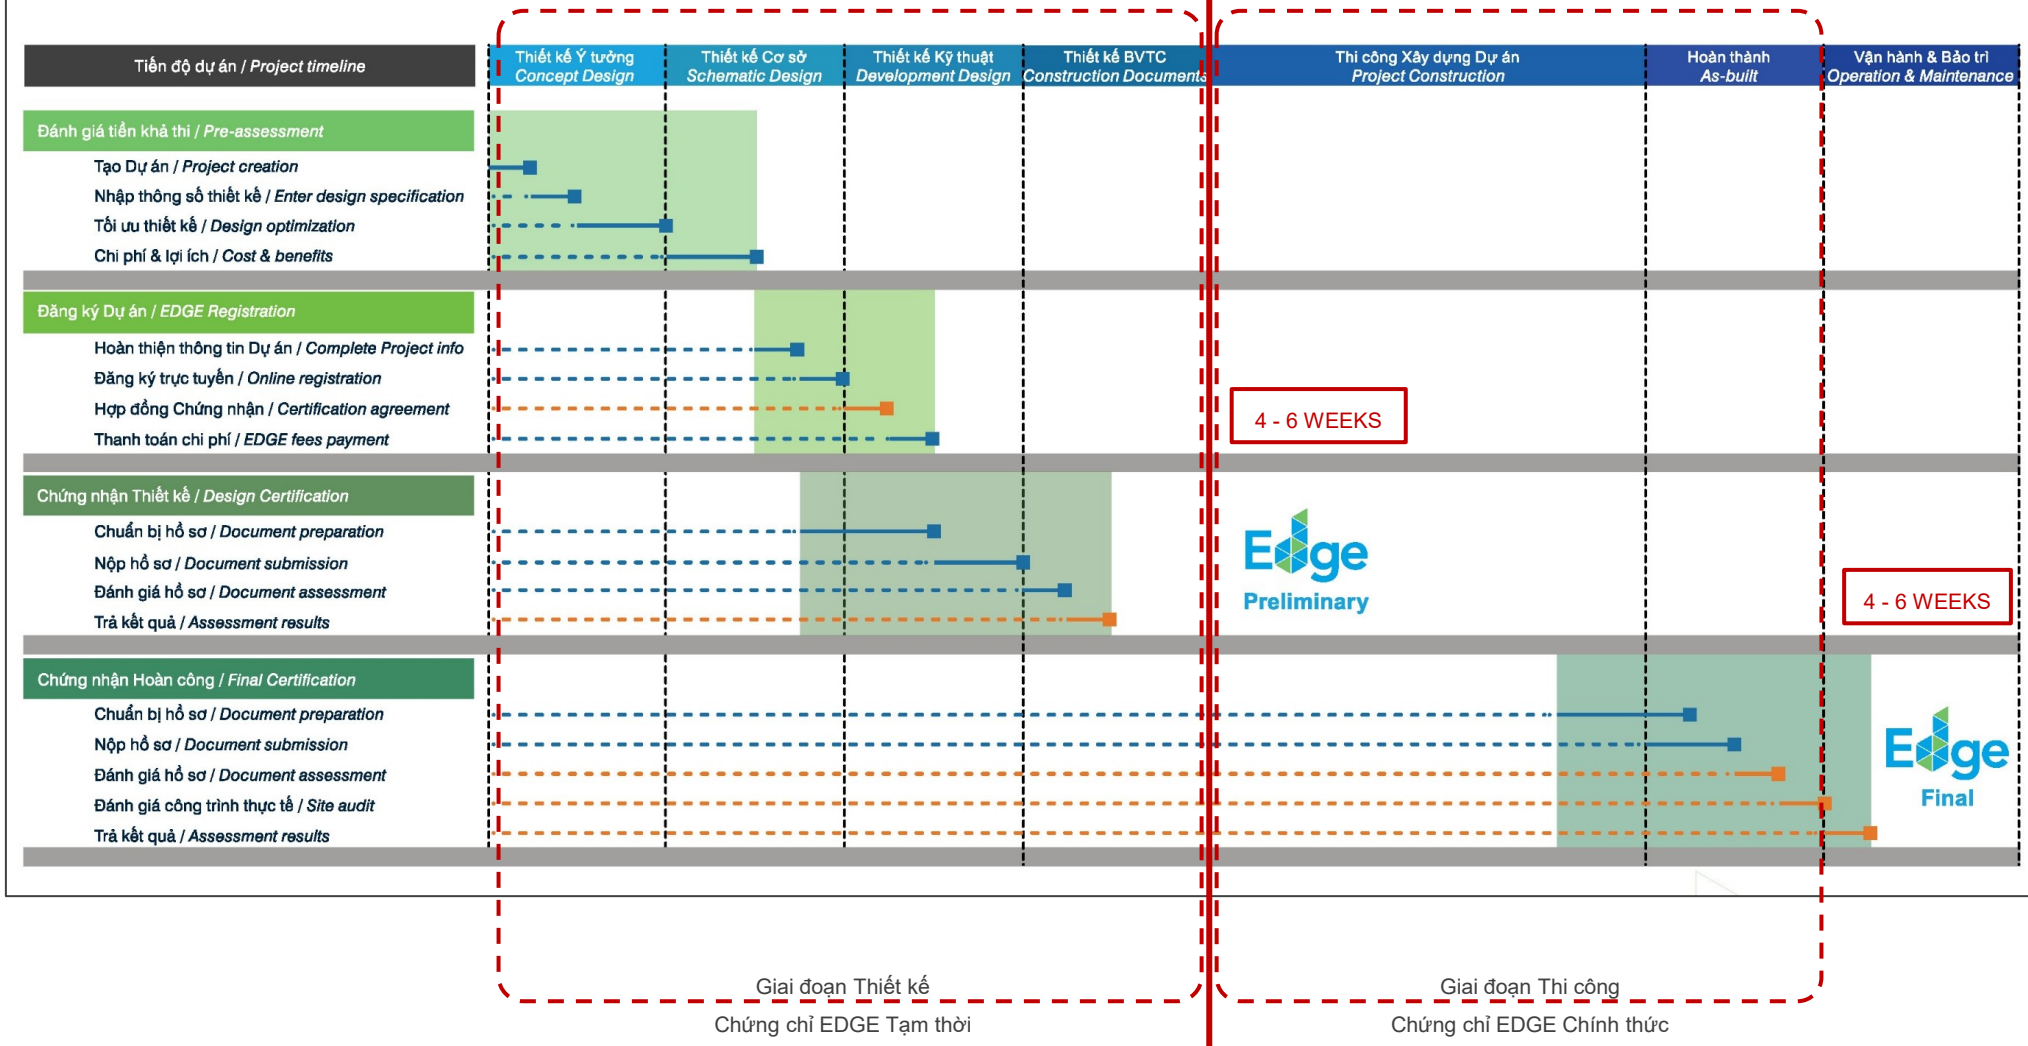 Tiến độ dự án / Project timeline
Thiết kế Ý tưởng
Concept Design
Thiết kế Cơ sở
Schematic Design
Thiết kế Kỹ thuật
Development Design
Thiết kế BVTC
Construction Documents
Thi công Xây dựng Dự án
Project Construction
Hoàn thành
As-built
Vận hành & Bảo trì
Operation & Maintenance
Đánh giá tiền khả thi / Pre-assessment
Tạo Dự án / Project creation
Nhập thông số thiết kế / Enter design specification
Tối ưu thiết kế / Design optimization
Chi phí & lợi ích / Cost & benefits
Đăng ký Dự án / EDGE Registration
Hoàn thiện thông tin Dự án / Complete Project info
Đăng ký trực tuyến / Online registration
Hợp đồng Chứng nhận / Certification agreement
Thanh toán chi phí / EDGE fees payment
4 - 6 WEEKS
Chứng nhận Thiết kế / Design Certification
Chuẩn bị hồ sơ / Document preparation
Nộp hồ sơ / Document submission
Đánh giá hồ sơ / Document assessment
Trả kết quả / Assessment results
Edge
Preliminary
4 - 6 WEEKS
Chứng nhận Hoàn công / Final Certification
Chuẩn bị hồ sơ / Document preparation
Nộp hồ sơ / Document submission
Đánh giá hồ sơ / Document assessment
Đánh giá công trình thực tế / Site audit
Trả kết quả / Assessment results
Edge
Final
Giai đoạn Thiết kế
Chứng chỉ EDGE Tạm thời
Giai đoạn Thi công
Chứng chỉ EDGE Chính thức